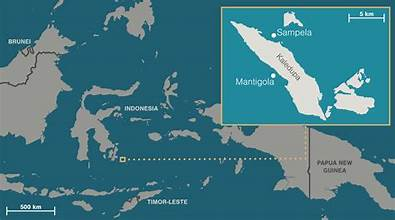 5 km
Sampela
Kaledupa
Mantigola
BRUNEI
INDONESIA
PAPUA NEW
GUINEA
TIMOR-LESTE
500 km